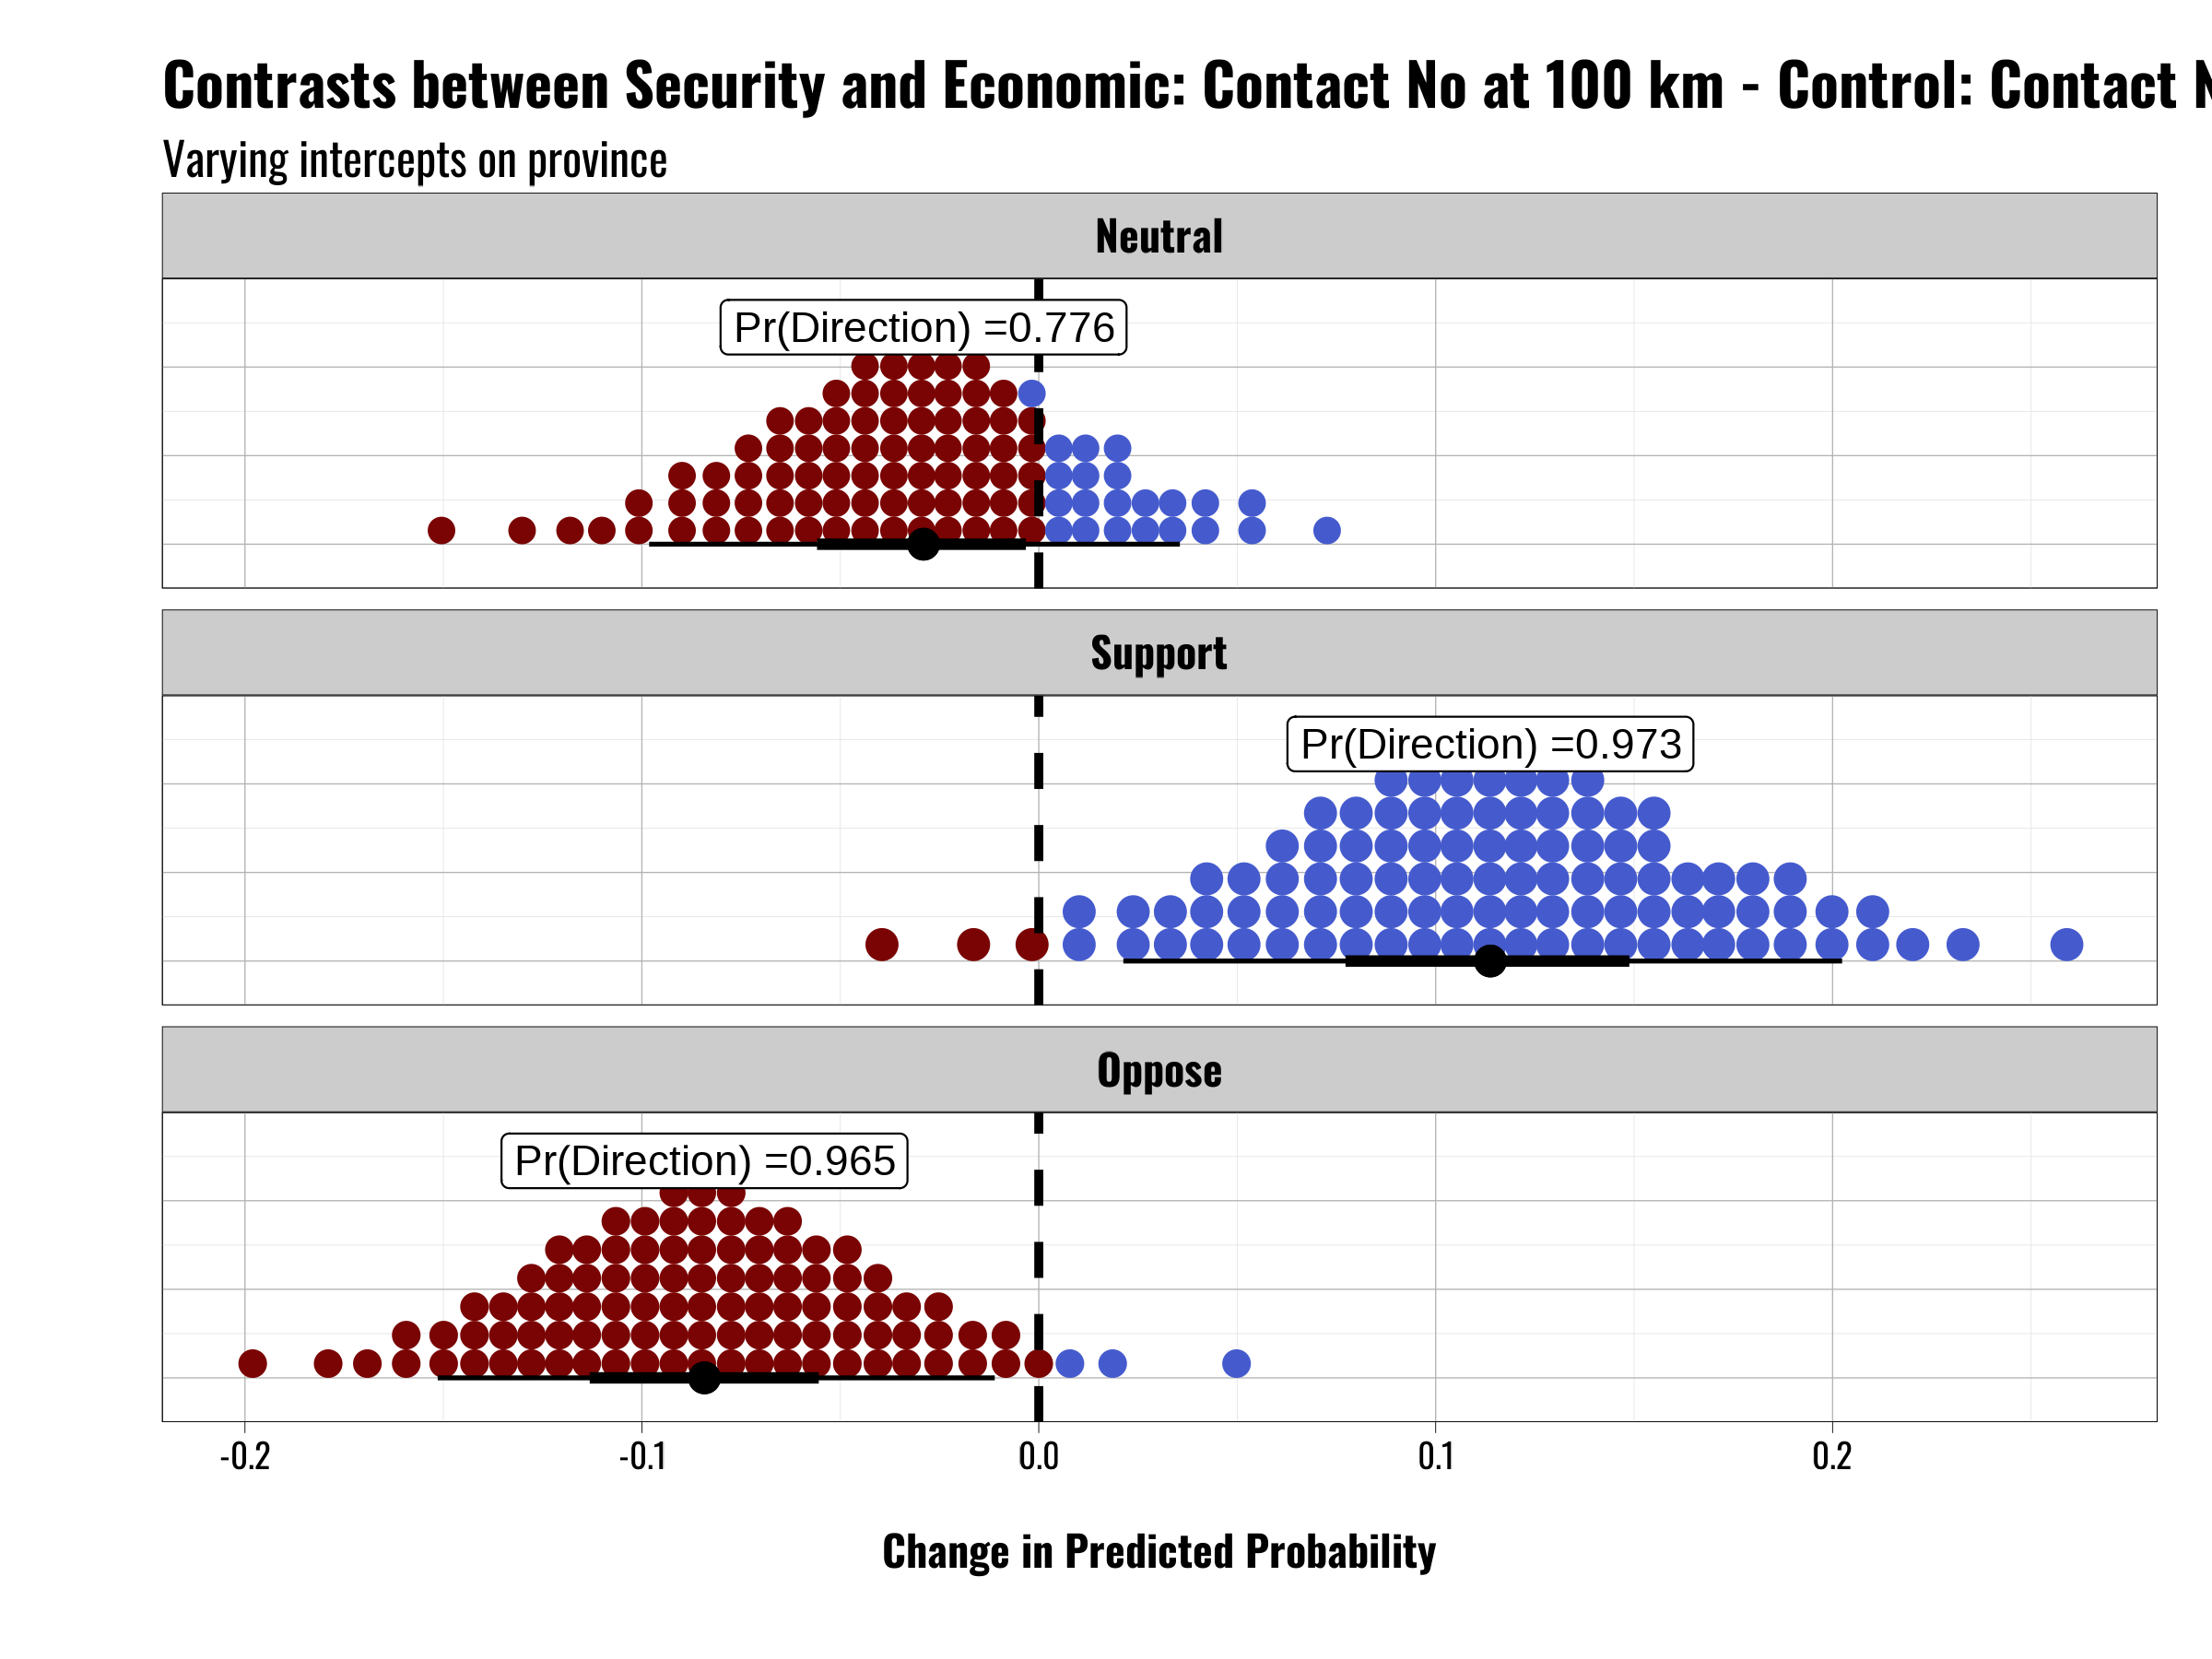 Contrasts between Security and Economic: Contact No at 100 km - Control: Contact
Varying intercepts on province
Neutral
Pr(Direction) =0.776
Support
Pr(Direction) =0.973
Oppose
Pr(Direction) =0.965
-0.2 -0.1 0.0 0.1 0.2
Change in Predicted Probability